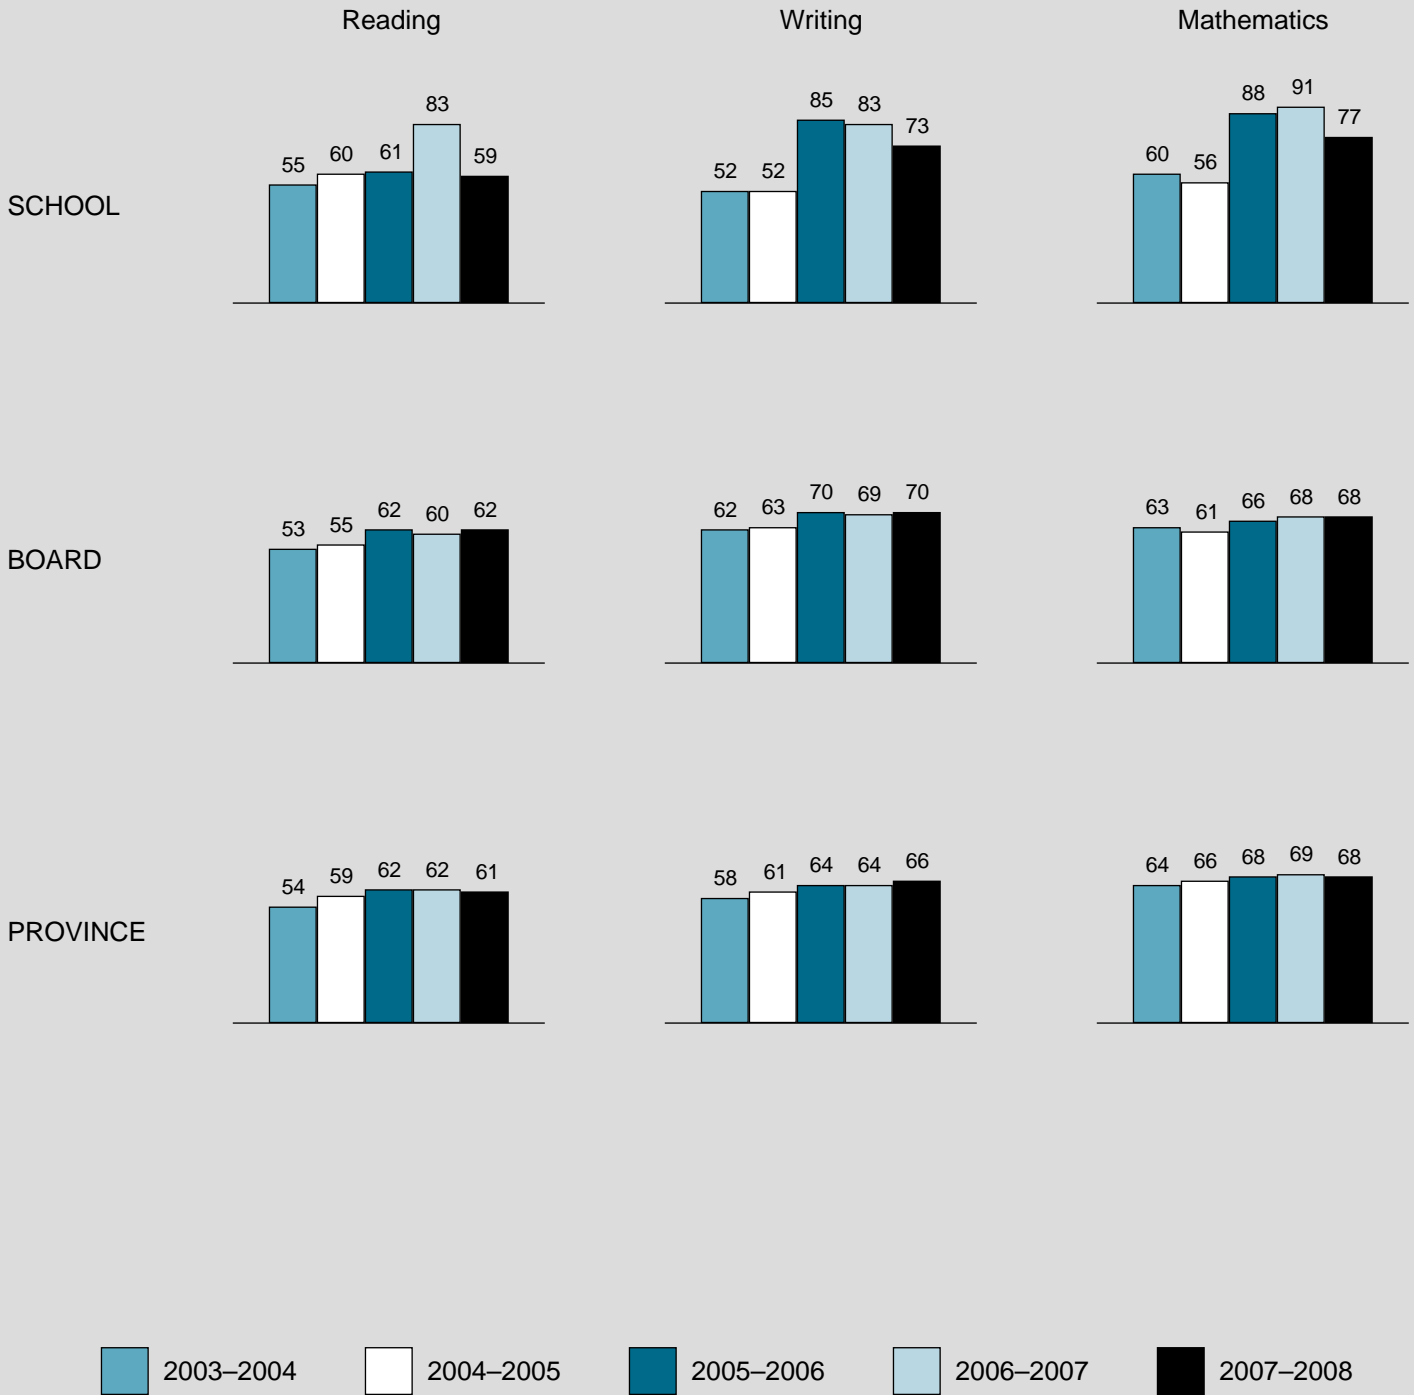 Reading Writing Mathematics
SCHOOL
55 60 61 83 59
52 52 85 83 73
60 56 88 91 77
BOARD
53 55 62 60 62
62 63 70 69 70
63 61 66 68 68
PROVINCE
54 59 62 62 61
58 61 64 64 66
64 66 68 69 68
2003–2004 2004–2005 2005–2006 2006–2007 2007–2008